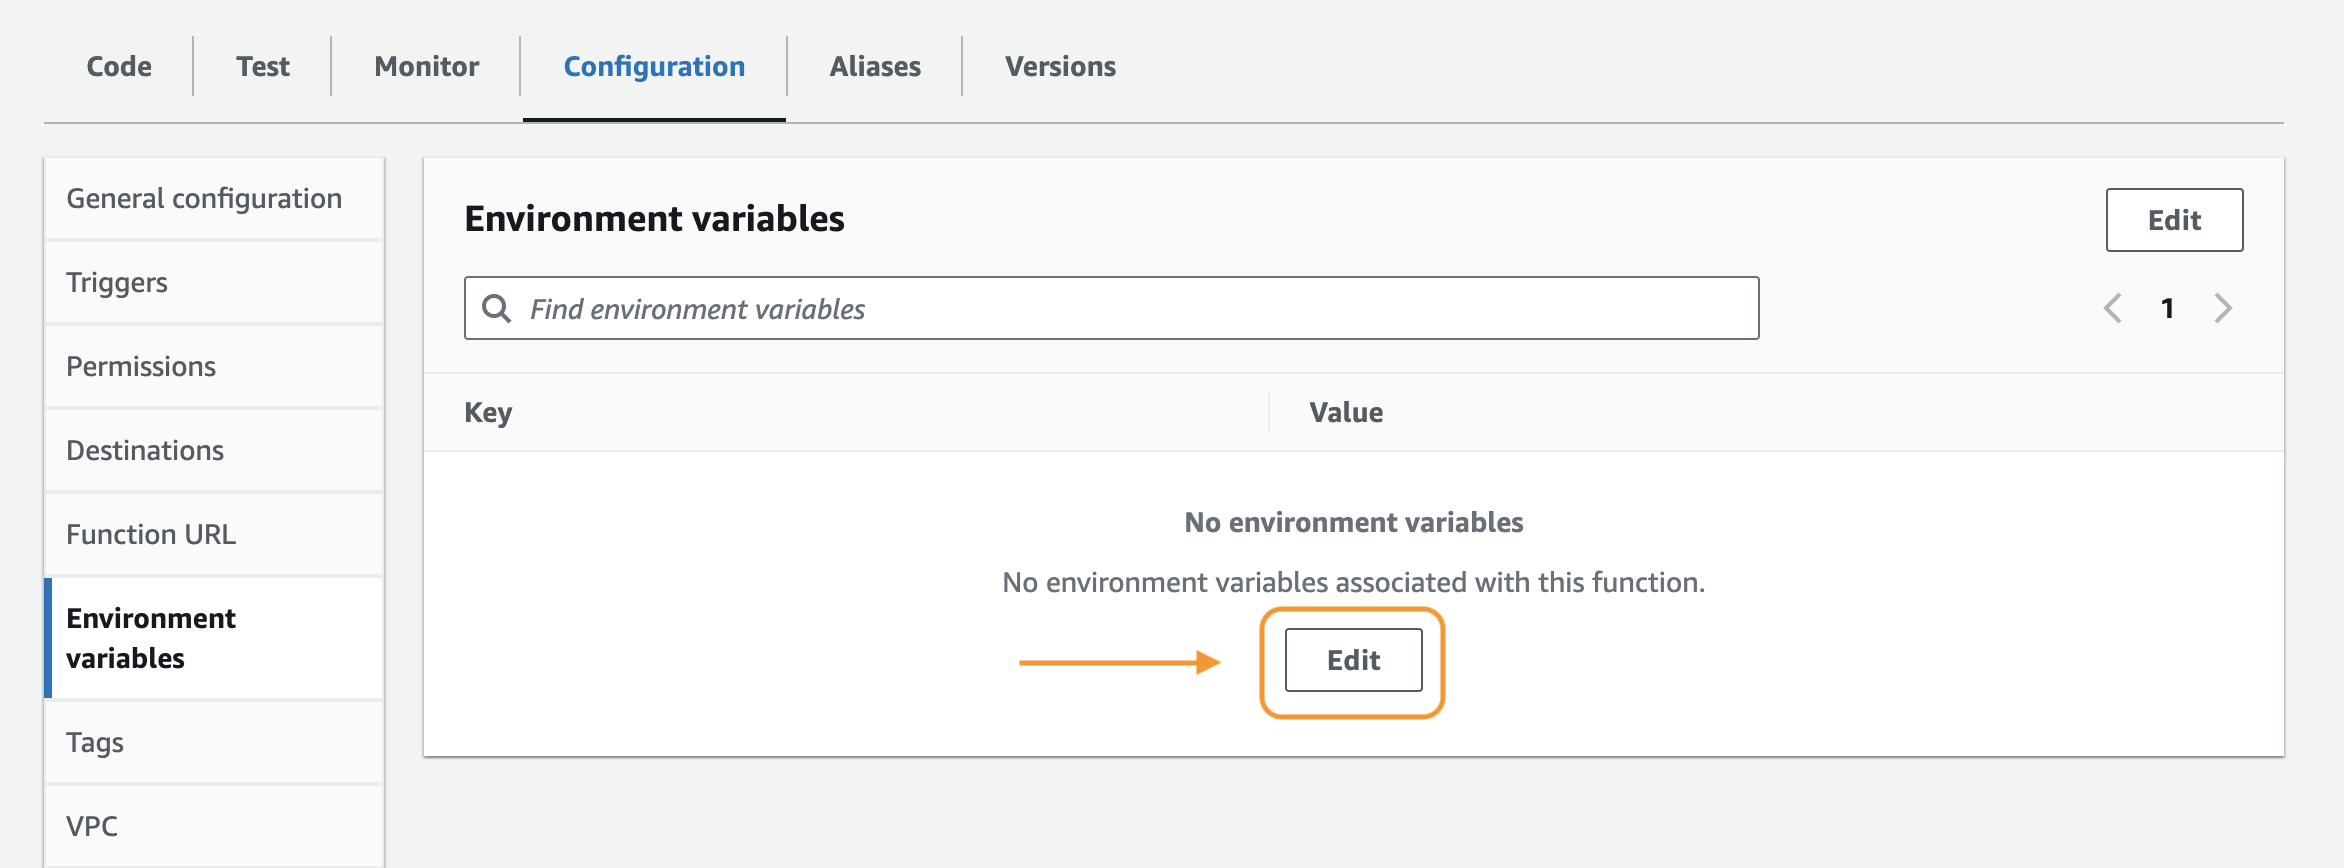 Code
Test
Monitor
Configuration
Aliases
Versions
General configuration
Triggers
Permissions
Destinations
Function URL
Environment
variables
Tags
VPC
Environment variables
Edit
Find environment variables
1
Key
Value
No environment variables
No environment variables associated with this function.
Edit